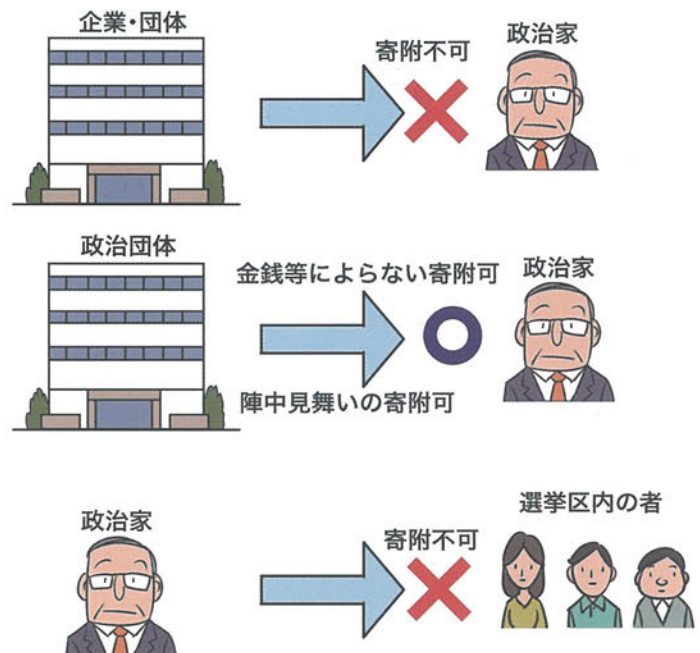 企業・団体
寄附不可
政治家
政治団体
金銭等によらない寄附可
政治家
陣中見舞いの寄附可
政治家
寄附不可
選挙区内の者